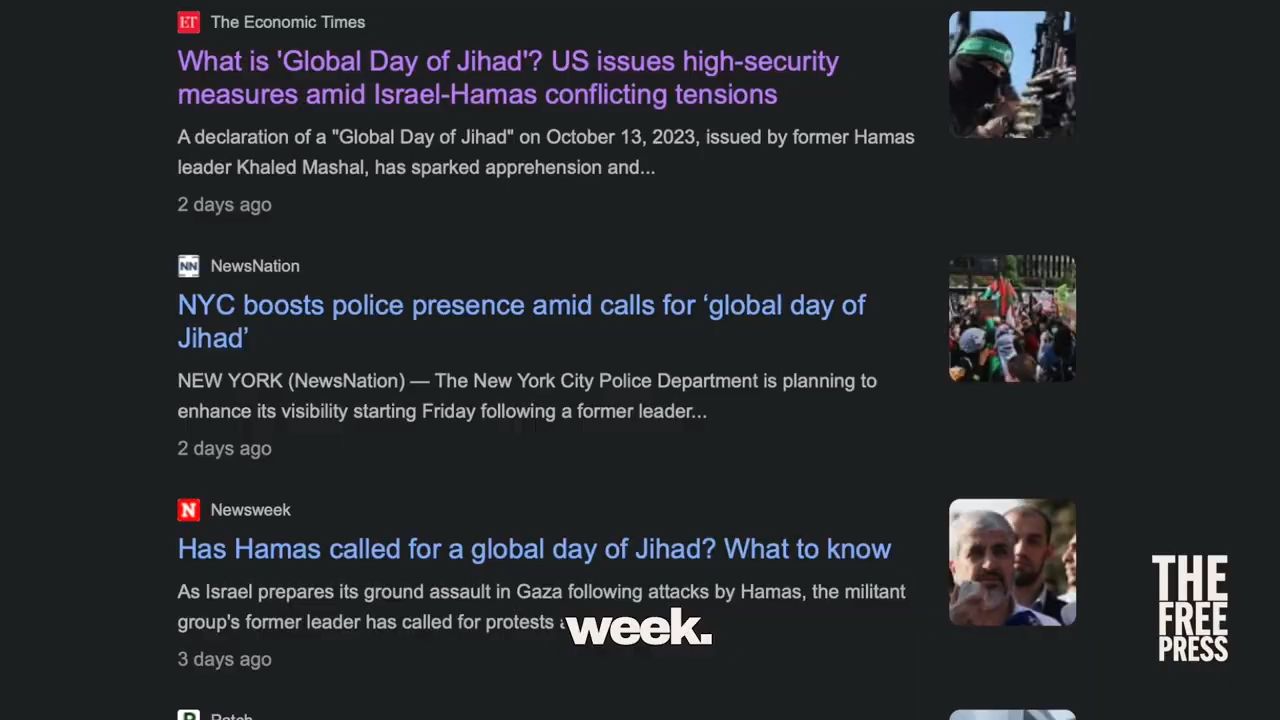 ET The Economic Times
What is 'Global Day of Jihad'? US issues high-security
measures amid Israel-Hamas conflicting tensions
A declaration of a "Global Day of Jihad" on October 13, 2023, issued by former Hamas
leader Khaled Mashal, has sparked apprehension and...
2 days ago
NN NewsNation
NYC boosts police presence amid calls for ‘global day of
Jihad’
NEW YORK (NewsNation) — The New York City Police Department is planning to
enhance its visibility starting Friday following a former leader...
2 days ago
N Newsweek
Has Hamas called for a global day of Jihad? What to know
As Israel prepares its ground assault in Gaza following attacks by Hamas, the militant
group's former leader has called for protests
week.
3 days ago
THE
FREE
PRESS
Patch